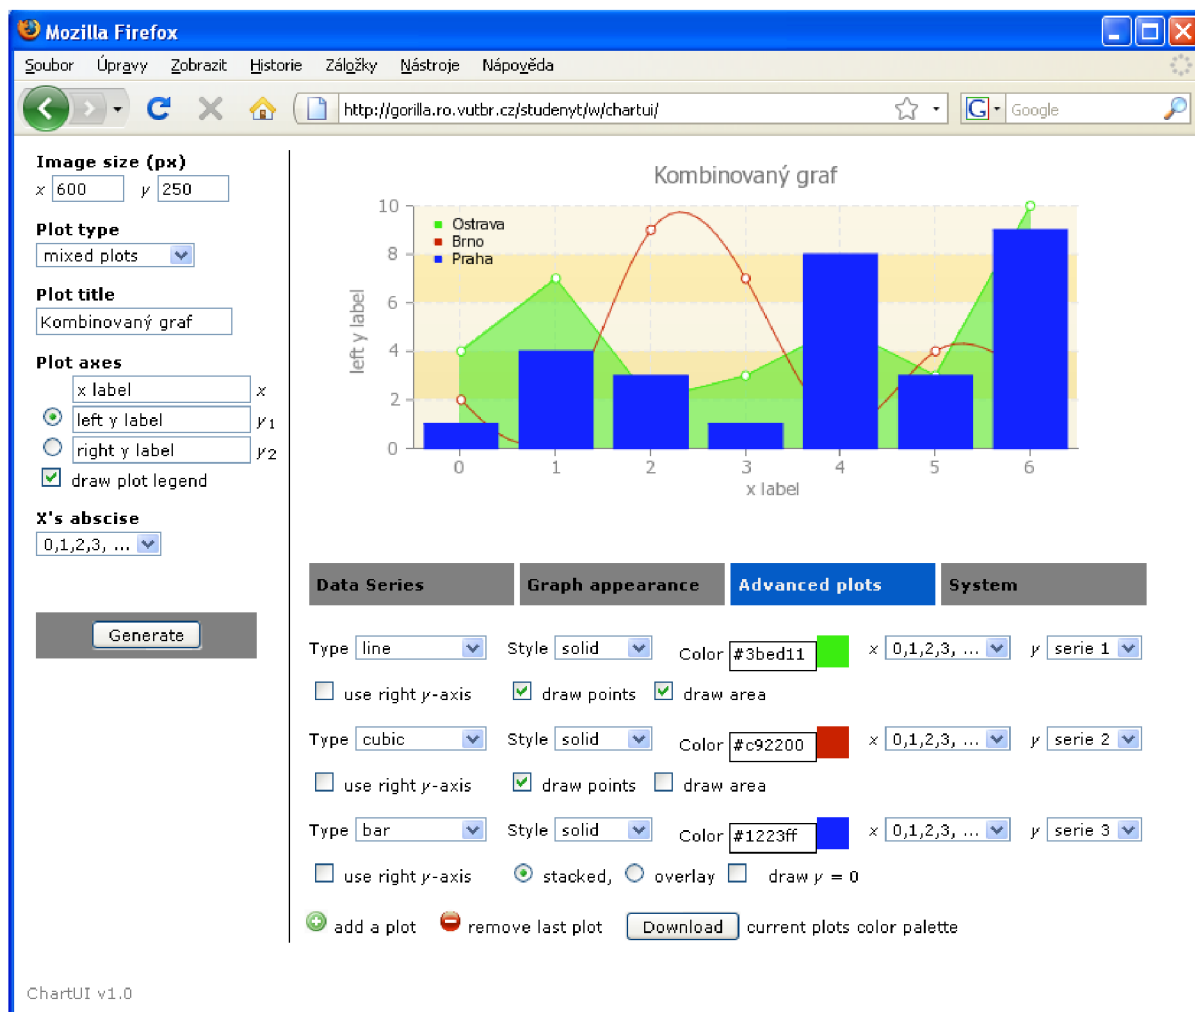 Mozilla Firefox
Soubor Úpravy Zobrazit Historie Záložky Nástroje Nápověda
http://gorilla.ro.vutbr.cz/studenyt/w/chartui/ G Google
Image size (px)
x 600 y 250
Plot type
mixed plots
Plot title
Kombinovaný graf
Plot axes
x label x
left y label y1
right y label y2
draw plot legend
X's abscise
0,1,2,3, ...
Generate
Kombinovaný graf
10
8
6
4
2
0
left y label
Ostrava
Brno
Praha
0 1 2 3 4 5 6
x label
Data Series Graph appearance Advanced plots System
Type line Style solid Color #3bed11 x 0,1,2,3, ... y serie 1
use right y-axis draw points draw area
Type cubic Style solid Color #c92200 x 0,1,2,3, ... y serie 2
use right y-axis draw points draw area
Type bar Style solid Color #1223ff x 0,1,2,3, ... y serie 3
use right y-axis stacked, overlay draw y = 0
add a plot remove last plot Download current plots color palette
ChartUI v1.0